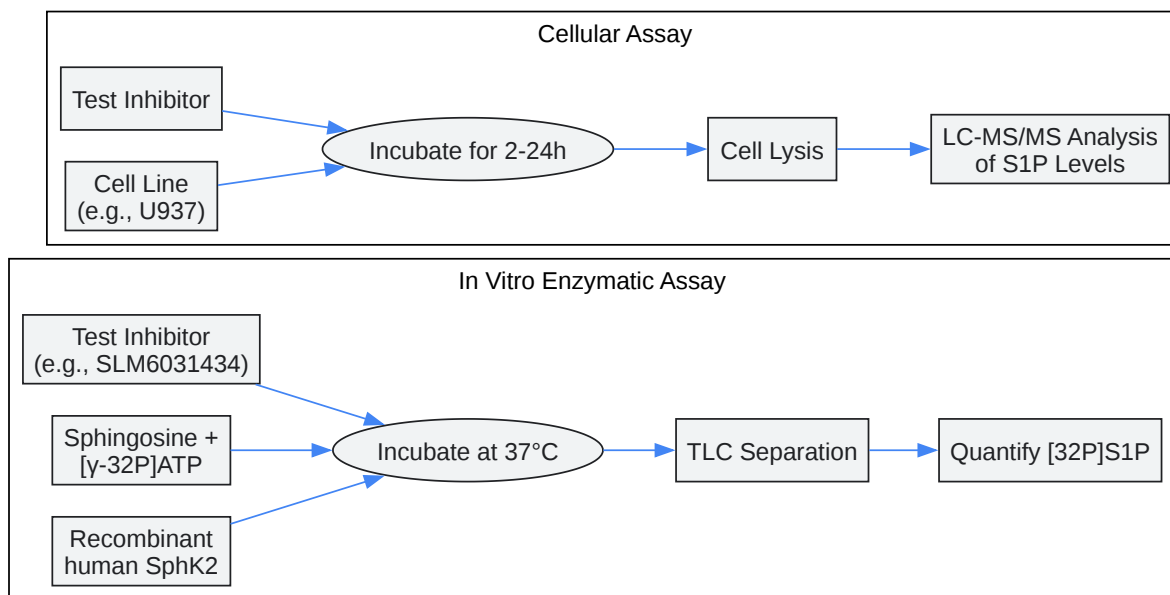 Cellular Assay
Test Inhibitor
Cell Line
(e.g., U937)
Incubate for 2-24h
Cell Lysis
LC-MS/MS Analysis
of S1P Levels
In Vitro Enzymatic Assay
Test Inhibitor
(e.g., SLM6031434)
Sphingosine +
[γ-32P]ATP
Recombinant
human SphK2
Incubate at 37°C
TLC Separation
Quantify [32P]S1P